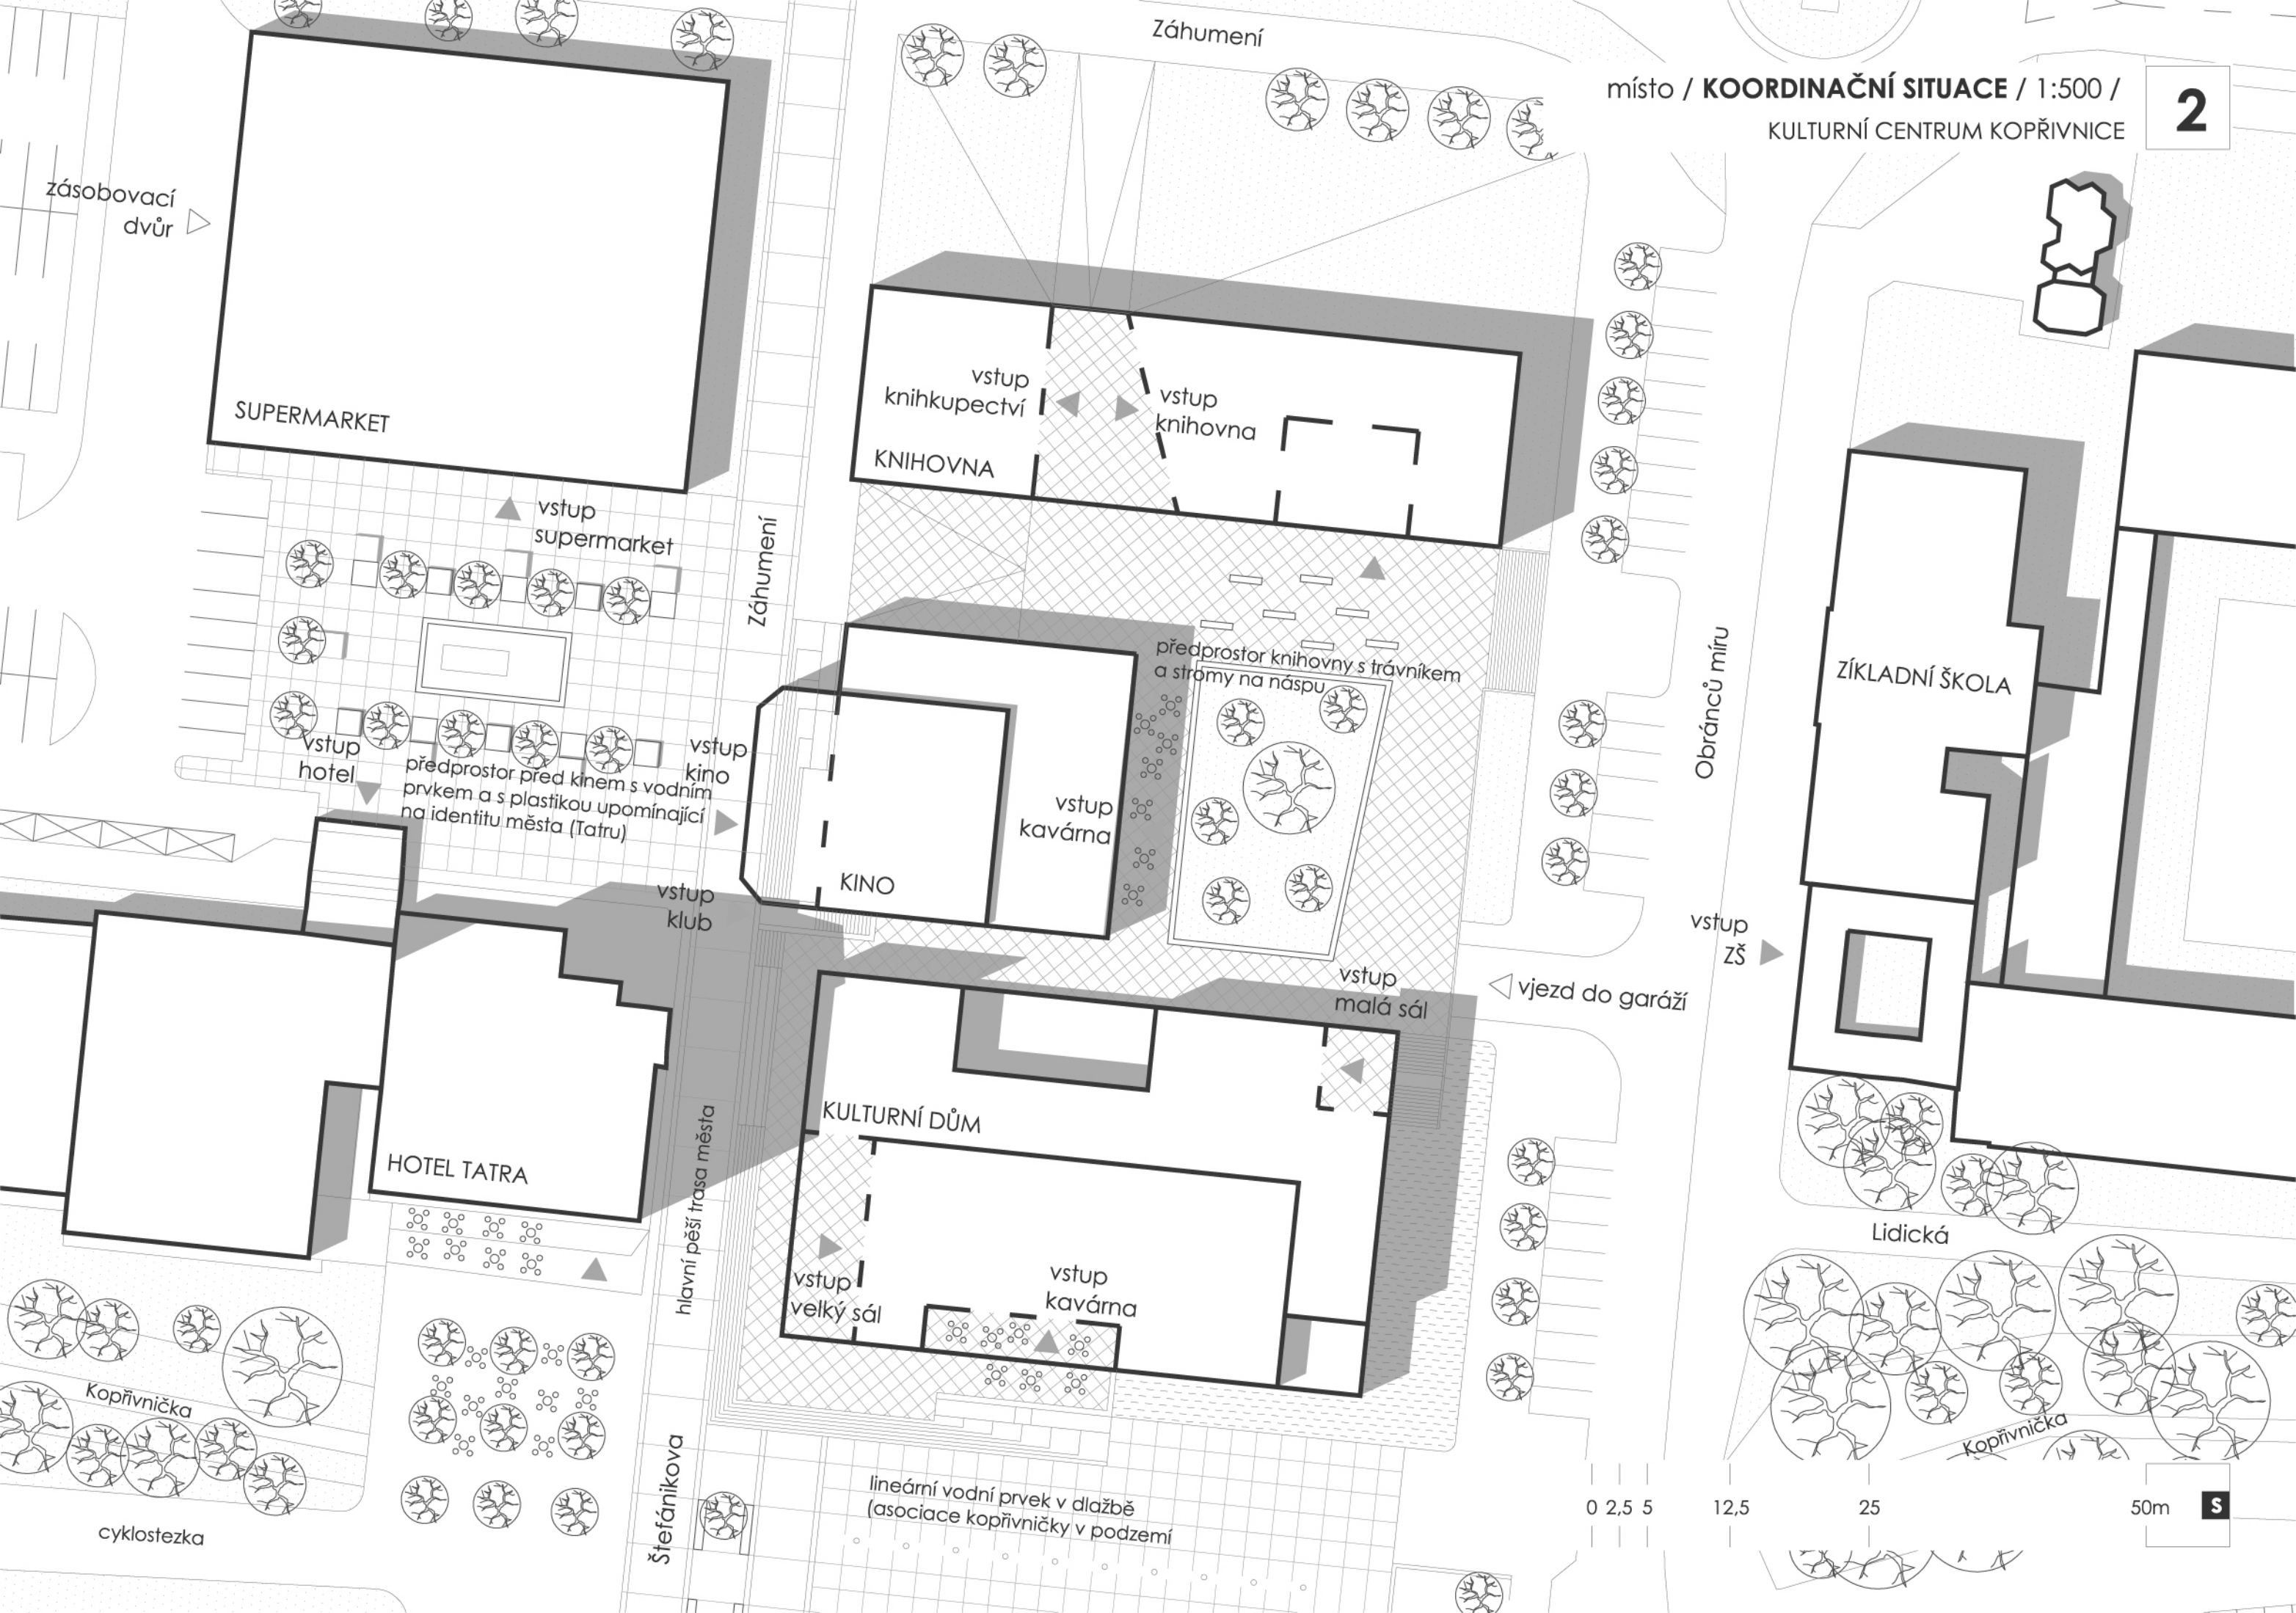 Záhumení
místo / KOORDINAČNÍ SITUACE / 1:500 /
KULTURNÍ CENTRUM KOPŘIVNICE
2
zásobovací
dvůr
SUPERMARKET
vstup
supermarket
Záhumení
vstup
knihkupectví
vstup
knihovna
KNIHOVNA
předprostor knihovny s trávníkem
a stromy na náspu
Obránců míru
ZÍKLADNÍ ŠKOLA
vstup
hotel
předprostor před kinem s vodním
prvkem a s plastikou upomínající
na identitu města (Tatru)
vstup
kino
vstup
kavárna
KINO
vstup
klub
vstup
ZŠ
vstup
malá sál
vjezd do garáží
KULTURNÍ DŮM
HOTEL TATRA
hlavní pěší trasa města
vstup
velký sál
vstup
kavárna
Lidická
Kopřivnička
Kopřivnička
Štefánikova
lineární vodní prvek v dlažbě
(asociace kopřivničky v podzemí
cyklostezka
0 2,5 5 12,5 25 50m
S